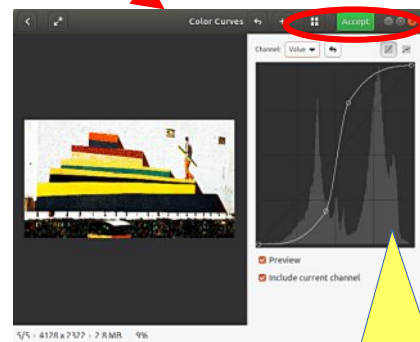 Color Curves
Accept
Channel: Value
Preview
Include current channel
5/5 · 4128 x 2322 · 2.8 MB 9%